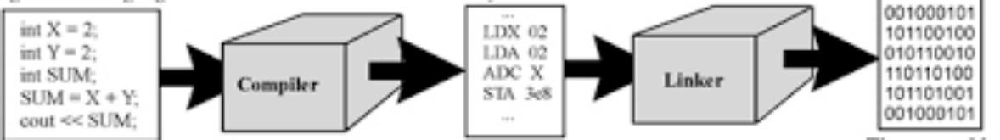 int X = 2;
int Y = 2;
int SUM;
SUM = X + Y;
cout << SUM;
Compiler
...
LDX 02
LDA 02
ADC X
STA 3e8
...
Linker
001000101
101100100
010110010
110110100
101101001
001000101